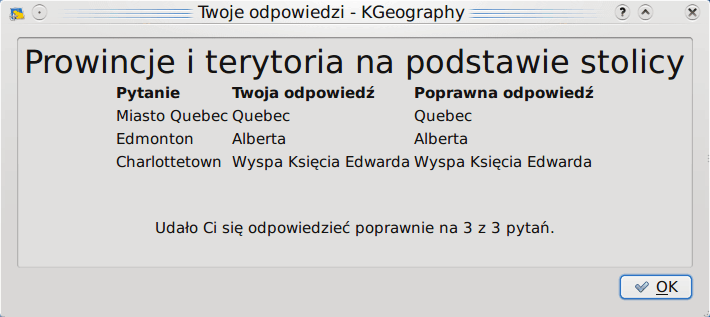 Twoje odpowiedzi - KGeography
Prowincje i terytoria na podstawie stolicy
Pytanie Twoja odpowiedź Poprawna odpowiedź
Miasto Quebec Quebec Quebec
Edmonton Alberta Alberta
Charlottetown Wyspa Księcia Edwarda Wyspa Księcia Edwarda
Udało Ci się odpowiedzieć poprawnie na 3 z 3 pytań.
OK